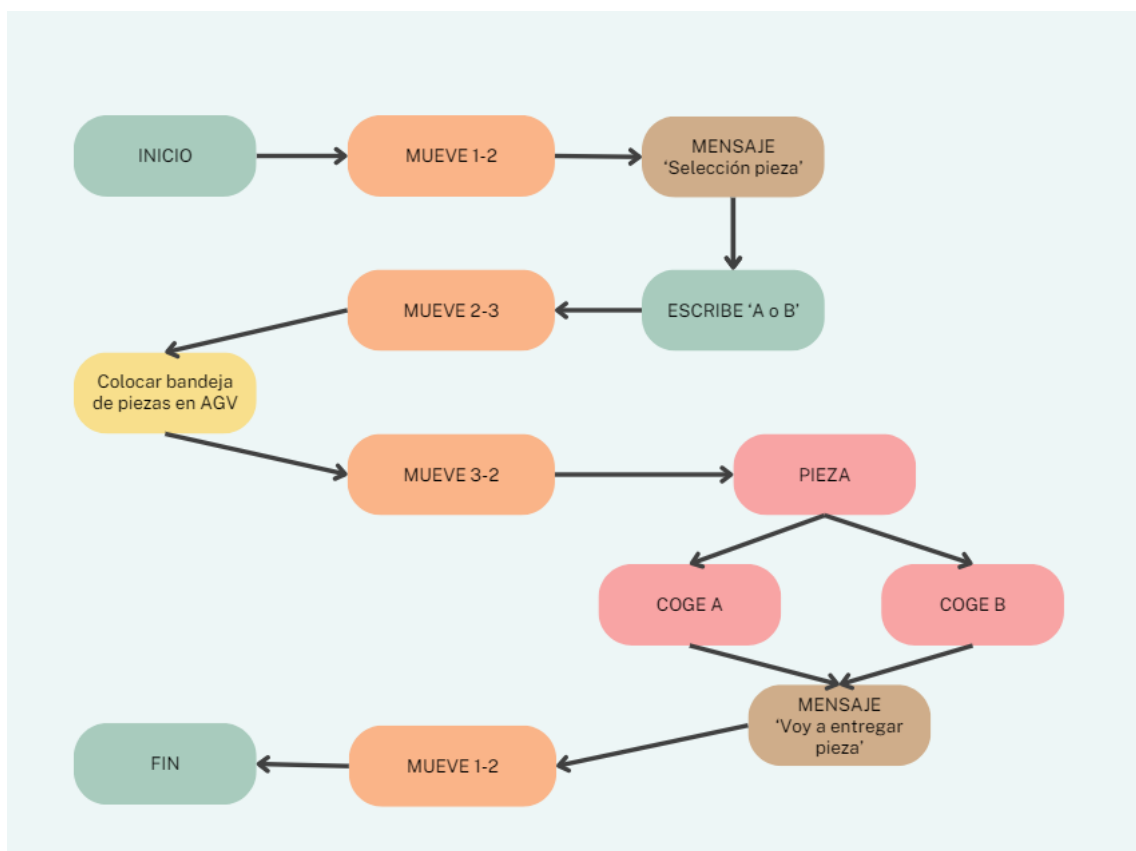 INICIO
MUEVE 1-2
MENSAJE
‘Selección pieza’
ESCRIBE ‘A o B’
MUEVE 2-3
Colocar bandeja
de piezas en AGV
MUEVE 3-2
PIEZA
COGE A
COGE B
MENSAJE
‘Voy a entregar
pieza’
MUEVE 1-2
FIN